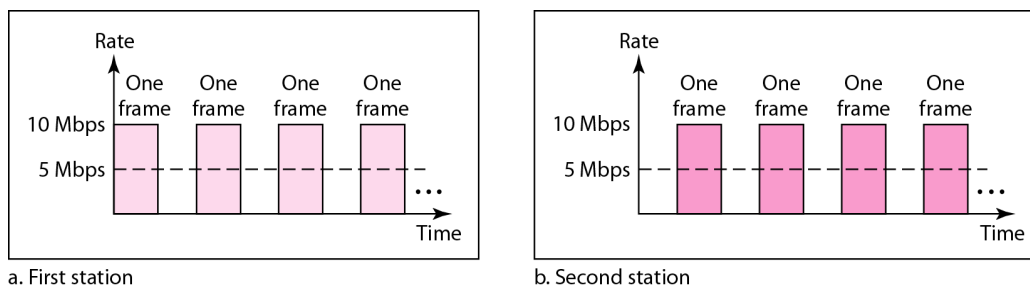 Rate
One frame
One frame
One frame
One frame
10 Mbps
5 Mbps
...
Time
a. First station
Rate
One frame
One frame
One frame
One frame
10 Mbps
5 Mbps
...
Time
b. Second station